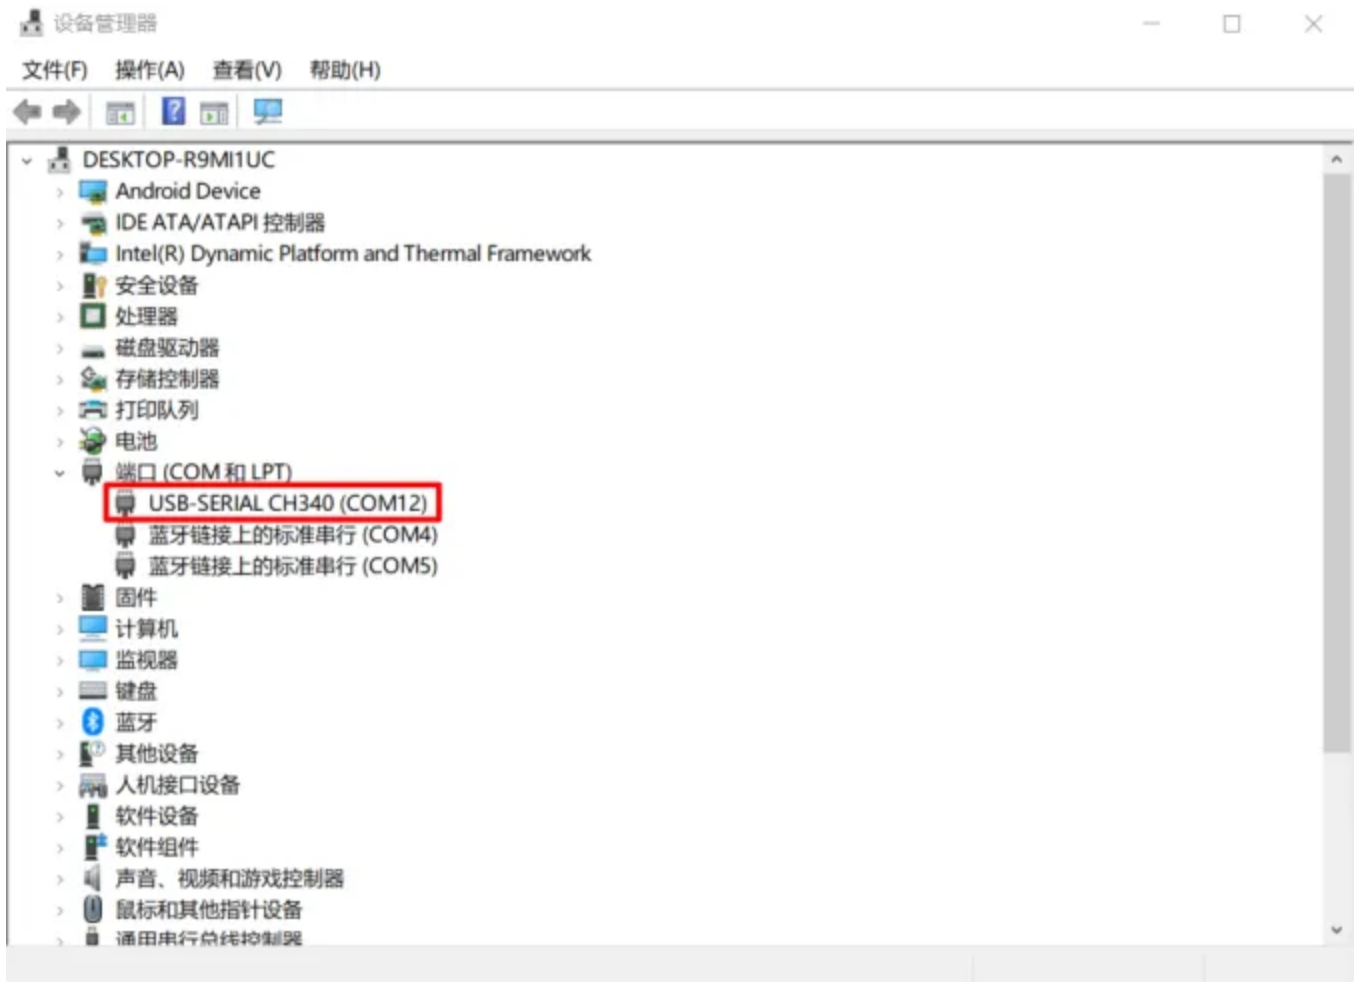 设备管理器
文件(F) 操作(A) 查看(V) 帮助(H)
DESKTOP-R9MI1UC
Android Device
IDE ATA/ATAPI 控制器
Intel(R) Dynamic Platform and Thermal Framework
安全设备
处理器
磁盘驱动器
存储控制器
打印队列
电池
端口 (COM 和 LPT)
USB-SERIAL CH340 (COM12)
蓝牙链接上的标准串行 (COM4)
蓝牙链接上的标准串行 (COM5)
固件
计算机
监视器
键盘
蓝牙
其他设备
人机接口设备
软件设备
软件组件
声音、视频和游戏控制器
鼠标和其他指针设备
通用串行总线控制器